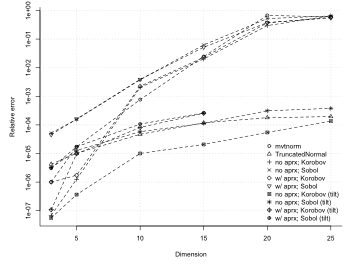 1e+00
1e-01
1e-02
1e-03
1e-04
1e-05
1e-06
1e-07
Relative error
mvtnorm
TruncatedNormal
no aprx; Korobov
no aprx; Sobol
w/ aprx; Korobov
w/ aprx; Sobol
no aprx; Korobov (tilt)
no aprx; Sobol (tilt)
w/ aprx; Korobov (tilt)
w/ aprx; Sobol (tilt)
5 10 15 20 25
Dimension